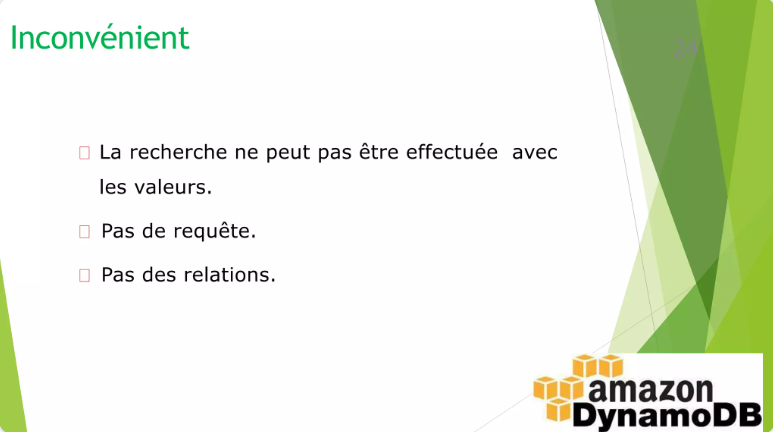 Inconvénient
La recherche ne peut pas être effectuée avec
les valeurs.
Pas de requête.
Pas des relations.
amazon
DynamoDB